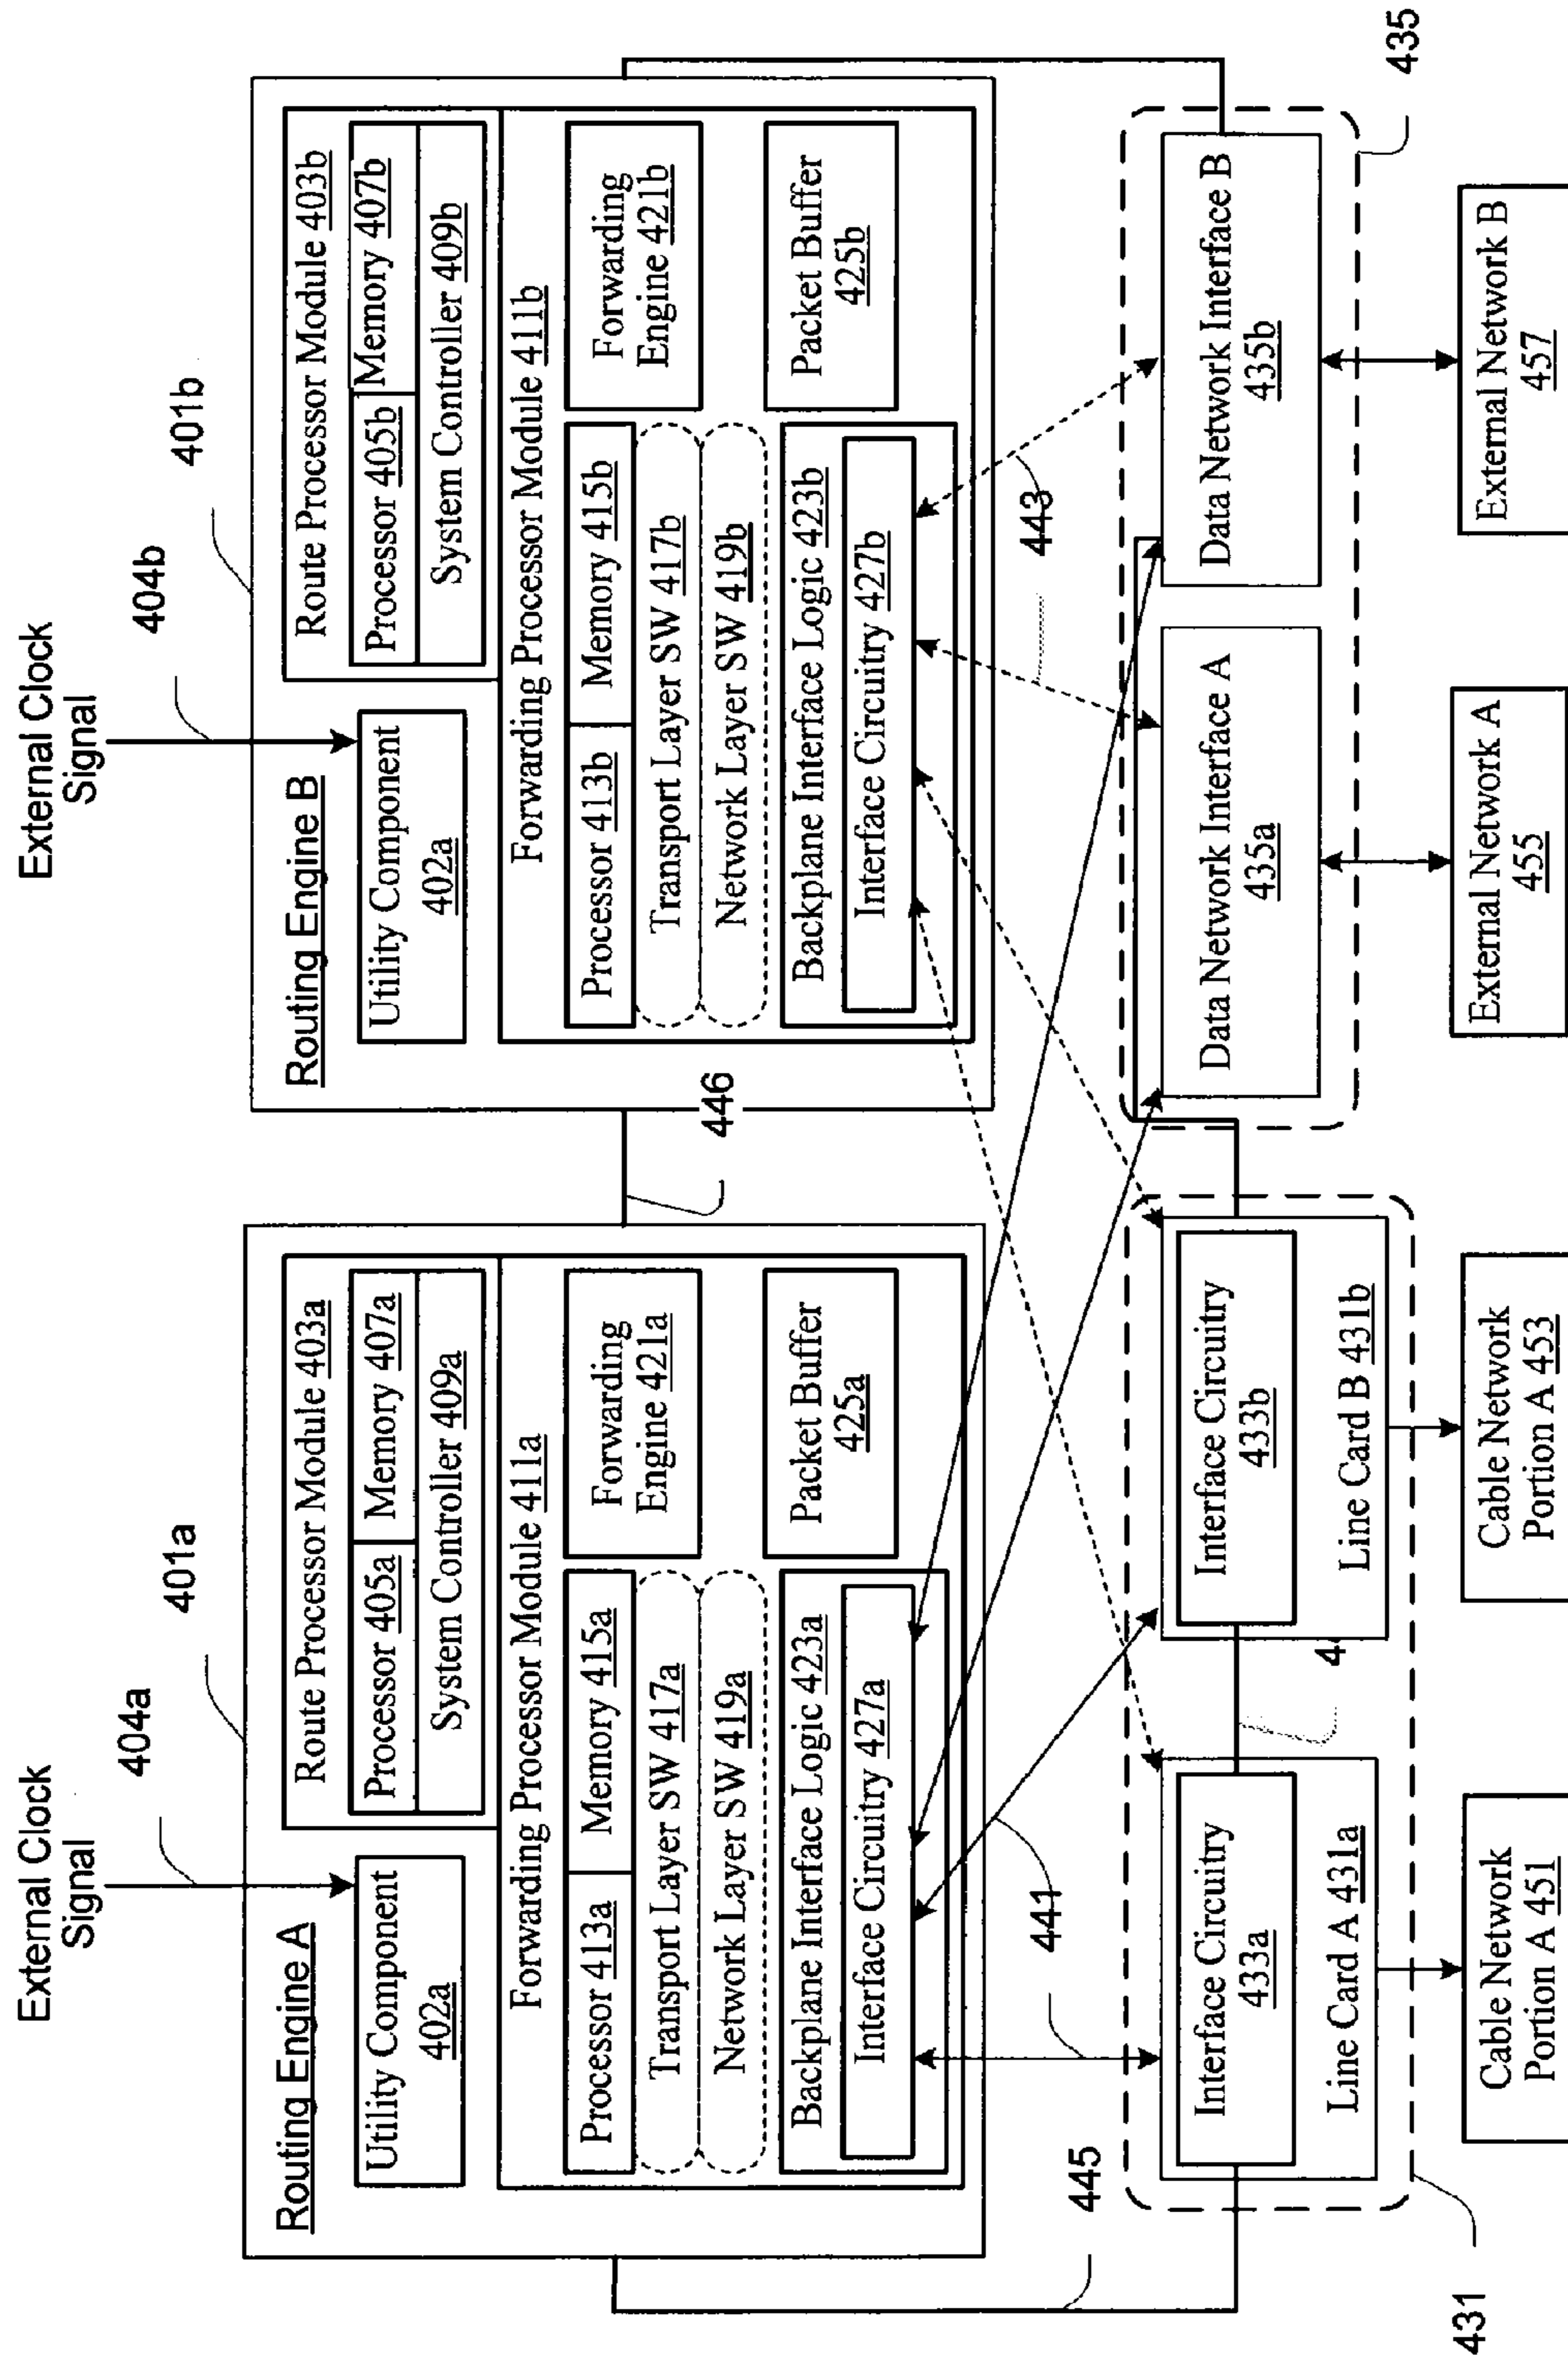 External Clock
Signal
404a
401a
Routing Engine A
Utility Component
402a
Route Processor Module 403a
Processor 405a
Memory 407a
System Controller 409a
Forwarding Processor Module 411a
Processor 413a
Memory 415a
Transport Layer SW 417a
Network Layer SW 419a
Forwarding
Engine 421a
Backplane Interface Logic 423a
Interface Circuitry 427a
Packet Buffer
425a
446
External Clock
Signal
404b
401b
Routing Engine B
Utility Component
402a
Route Processor Module 403b
Processor 405b
Memory 407b
System Controller 409b
Forwarding Processor Module 411b
Processor 413b
Memory 415b
Transport Layer SW 417b
Network Layer SW 419b
Forwarding
Engine 421b
Backplane Interface Logic 423b
Interface Circuitry 427b
Packet Buffer
425b
445
441
443
Interface Circuitry
433a
Line Card A 431a
4
Interface Circuitry
433b
Line Card B 431b
Data Network Interface A
435a
Data Network Interface B
435b
435
431
Cable Network
Portion A 451
Cable Network
Portion A 453
External Network A
455
External Network B
457